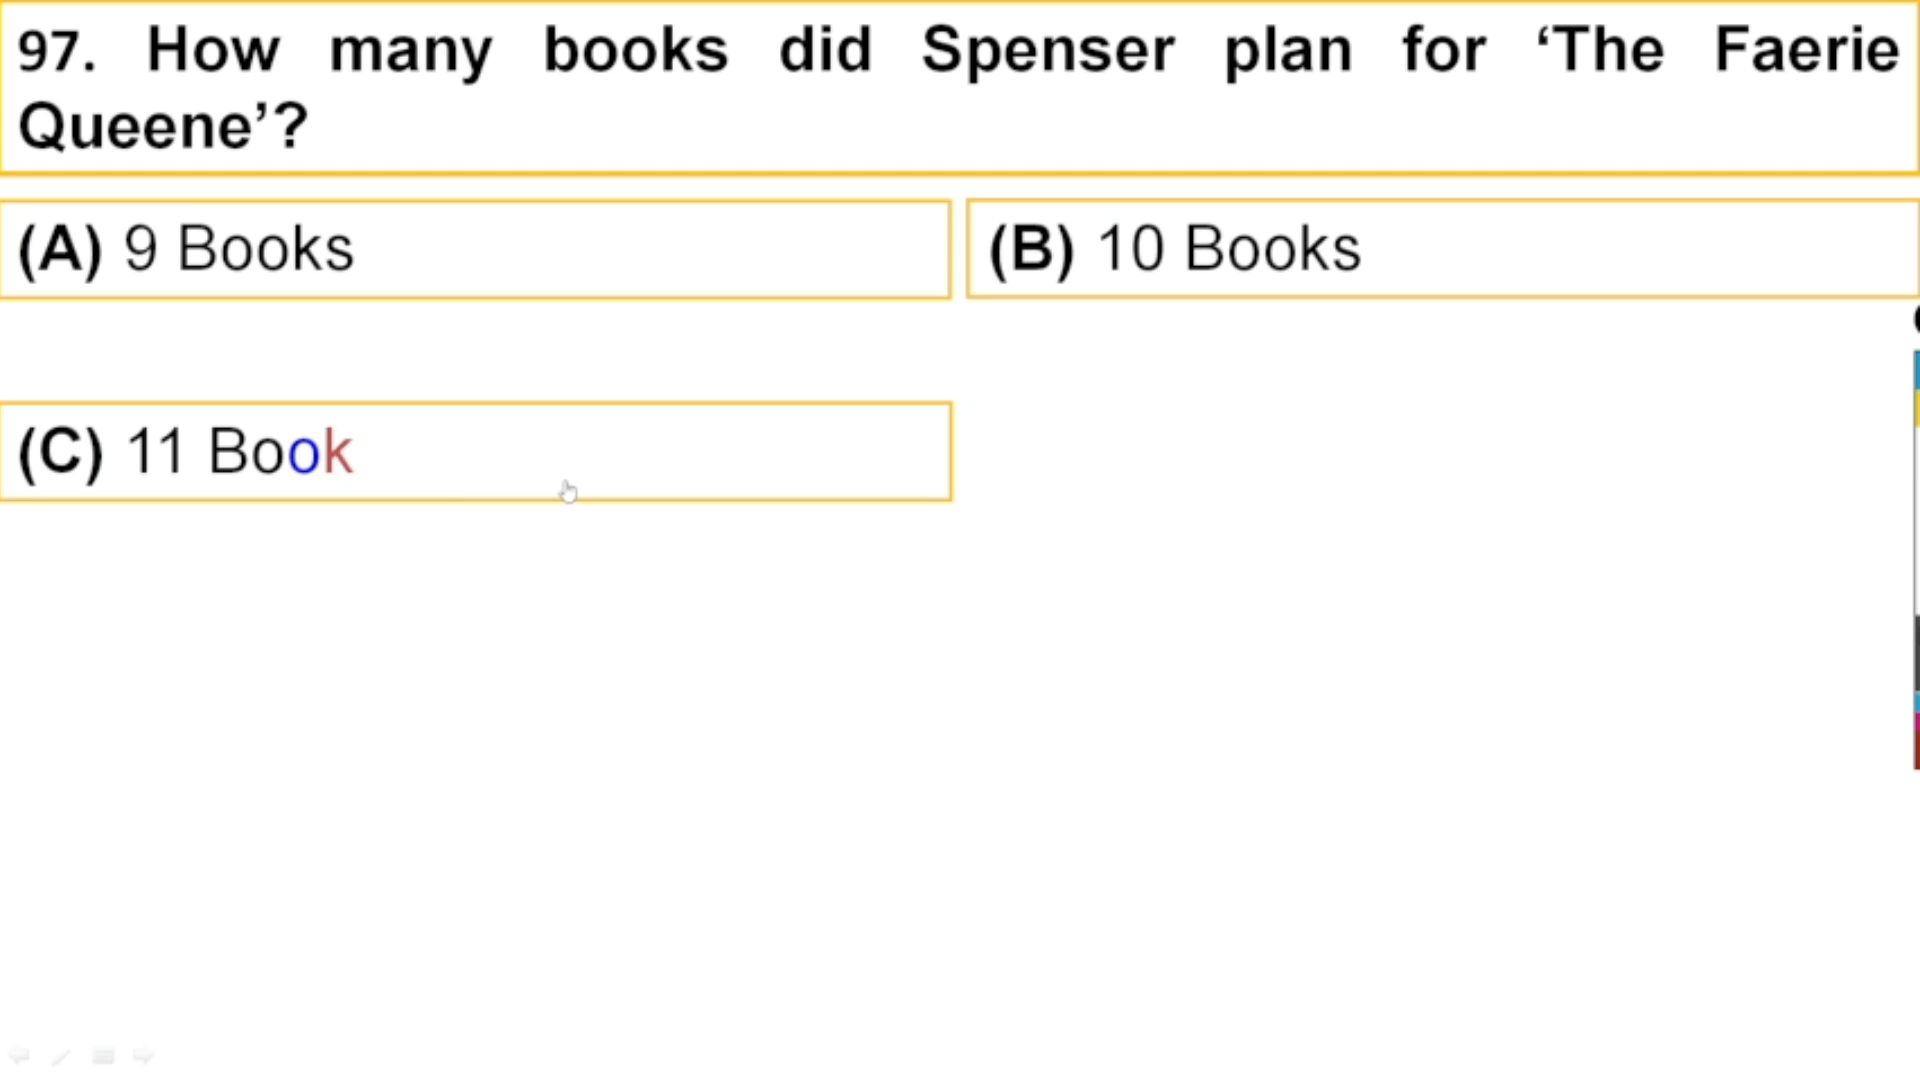 97. How many books did Spenser plan for ‘The Faerie
Queene’?
(A) 9 Books
(B) 10 Books
(C) 11 Book